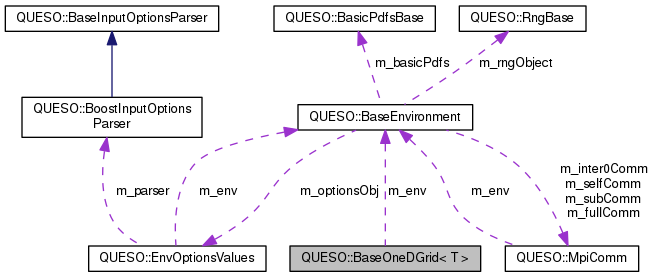 QUESO::BaseInputOptionsParser
QUESO::BasicPdfsBase
QUESO::RngBase
m_basicPdfs
m_rngObject
QUESO::BoostInputOptions
Parser
QUESO::BaseEnvironment
m_parser
m_env
m_optionsObj
m_env
m_env
m_inter0Comm
m_selfComm
m_subComm
m_fullComm
QUESO::EnvOptionsValues
QUESO::BaseOneDGrid< T >
QUESO::MpiComm